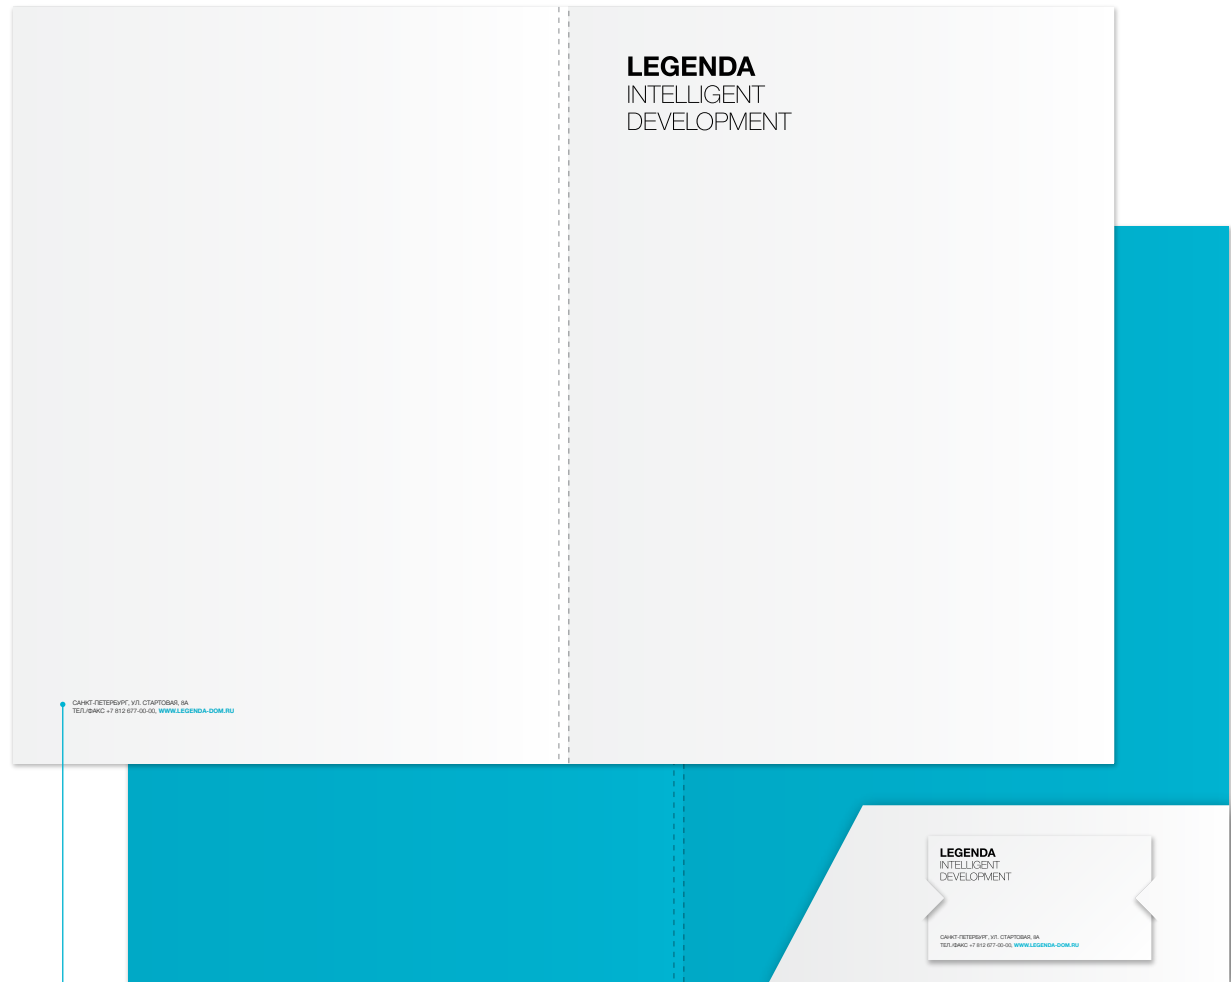 LEGENDA
INTELLIGENT
DEVELOPMENT
САНКТ-ПЕТЕРБУРГ, УЛ. СТАРТОВАЯ, 8А
ТЕЛ./ФАКС +7 812 677-00-00, WWW.LEGENDA-DOM.RU
LEGENDA
INTELLIGENT
DEVELOPMENT
САНКТ-ПЕТЕРБУРГ, УЛ. СТАРТОВАЯ, 8А
ТЕЛ./ФАКС +7 812 677-00-00, WWW.LEGENDA-DOM.RU